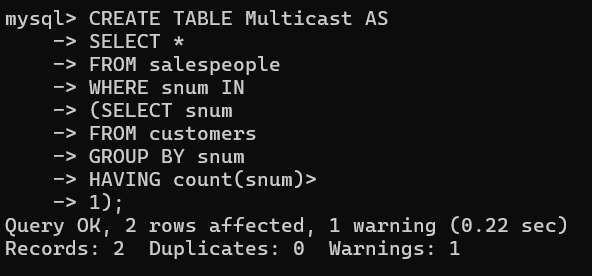 mysql> CREATE TABLE Multicast AS
    -> SELECT *
    -> FROM salespeople
    -> WHERE snum IN
    -> (SELECT snum
    -> FROM customers
    -> GROUP BY snum
    -> HAVING count(snum)>
    -> 1);
Query OK, 2 rows affected, 1 warning (0.22 sec)
Records: 2  Duplicates: 0  Warnings: 1